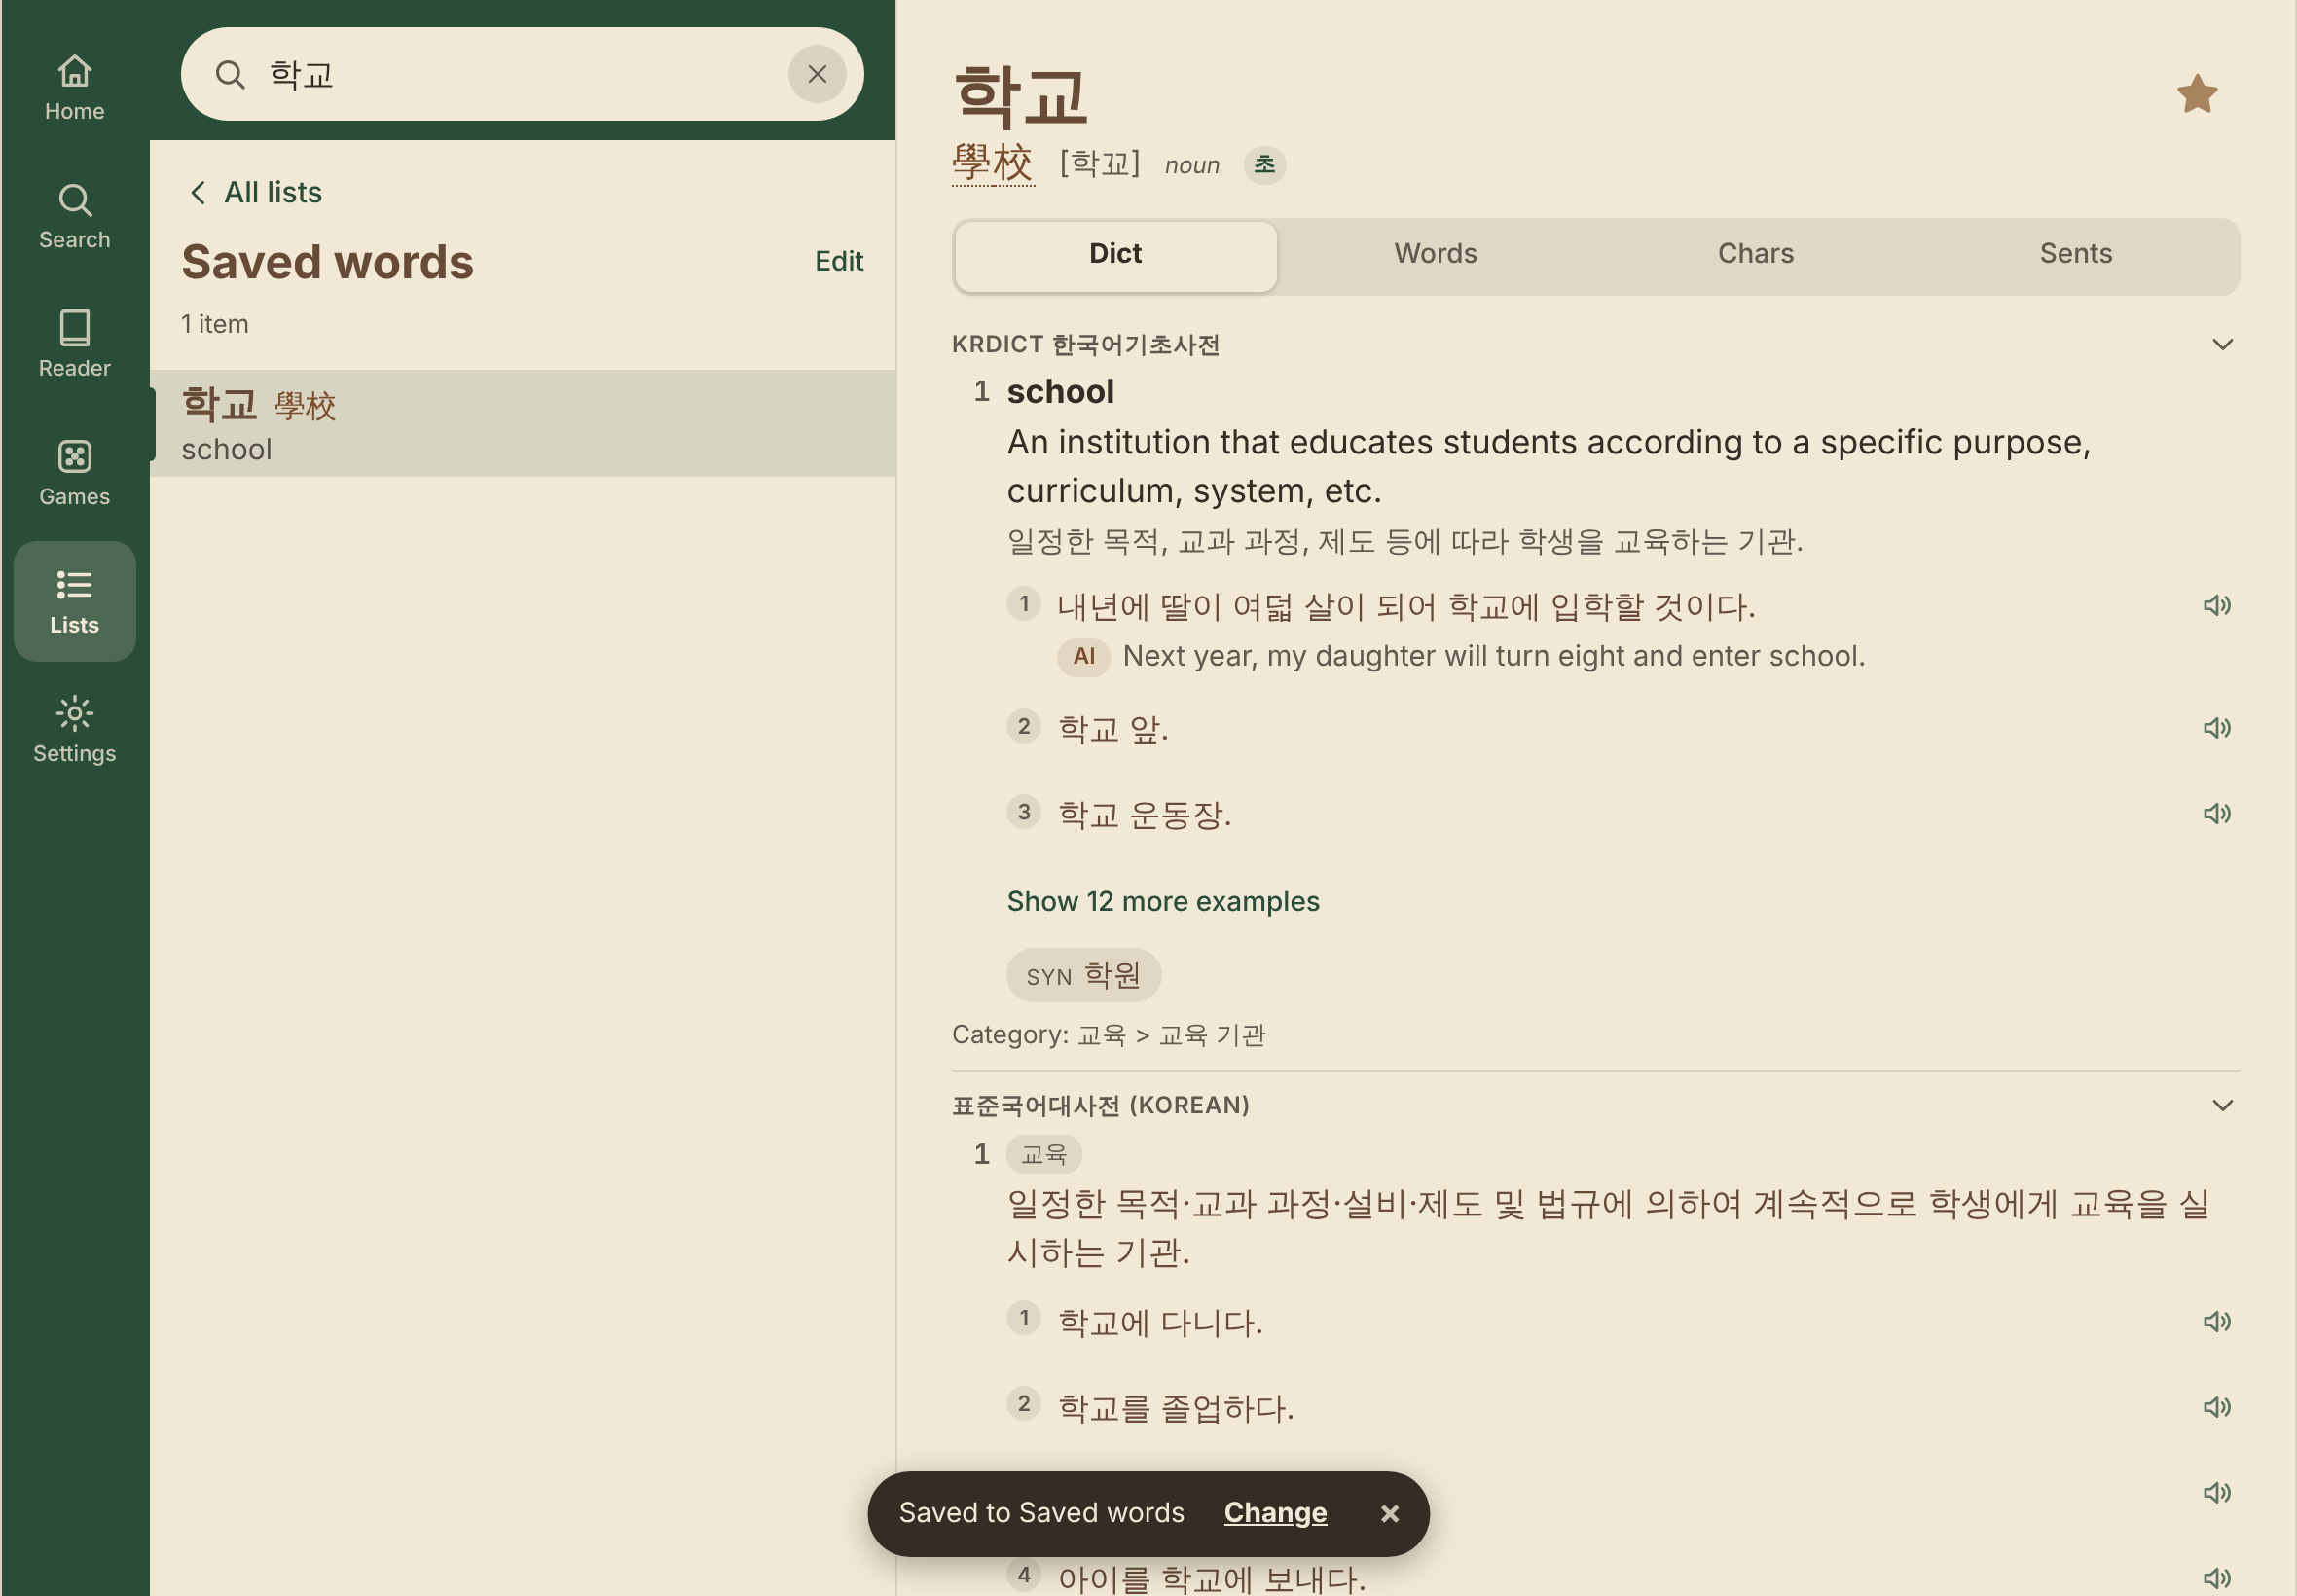 Home
Search
Reader
Games
Lists
Settings
학교
All lists
Saved words
Edit
1 item
학교 學校
school
학교
學校 [학꾜] noun 초
Dict Words Chars Sents
KRDICT 한국어기초사전
1 school
An institution that educates students according to a specific purpose,
curriculum, system, etc.
일정한 목적, 교과 과정, 제도 등에 따라 학생을 교육하는 기관.
1 내년에 딸이 여덟 살이 되어 학교에 입학할 것이다.
AI Next year, my daughter will turn eight and enter school.
2 학교 앞.
3 학교 운동장.
Show 12 more examples
SYN 학원
Category: 교육 > 교육 기관
표준국어대사전 (KOREAN)
1 교육
일정한 목적·교과 과정·설비·제도 및 법규에 의하여 계속적으로 학생에게 교육을 실
시하는 기관.
1 학교에 다니다.
2 학교를 졸업하다.
Saved to Saved words Change ×
4 아이를 학교에 보내다.